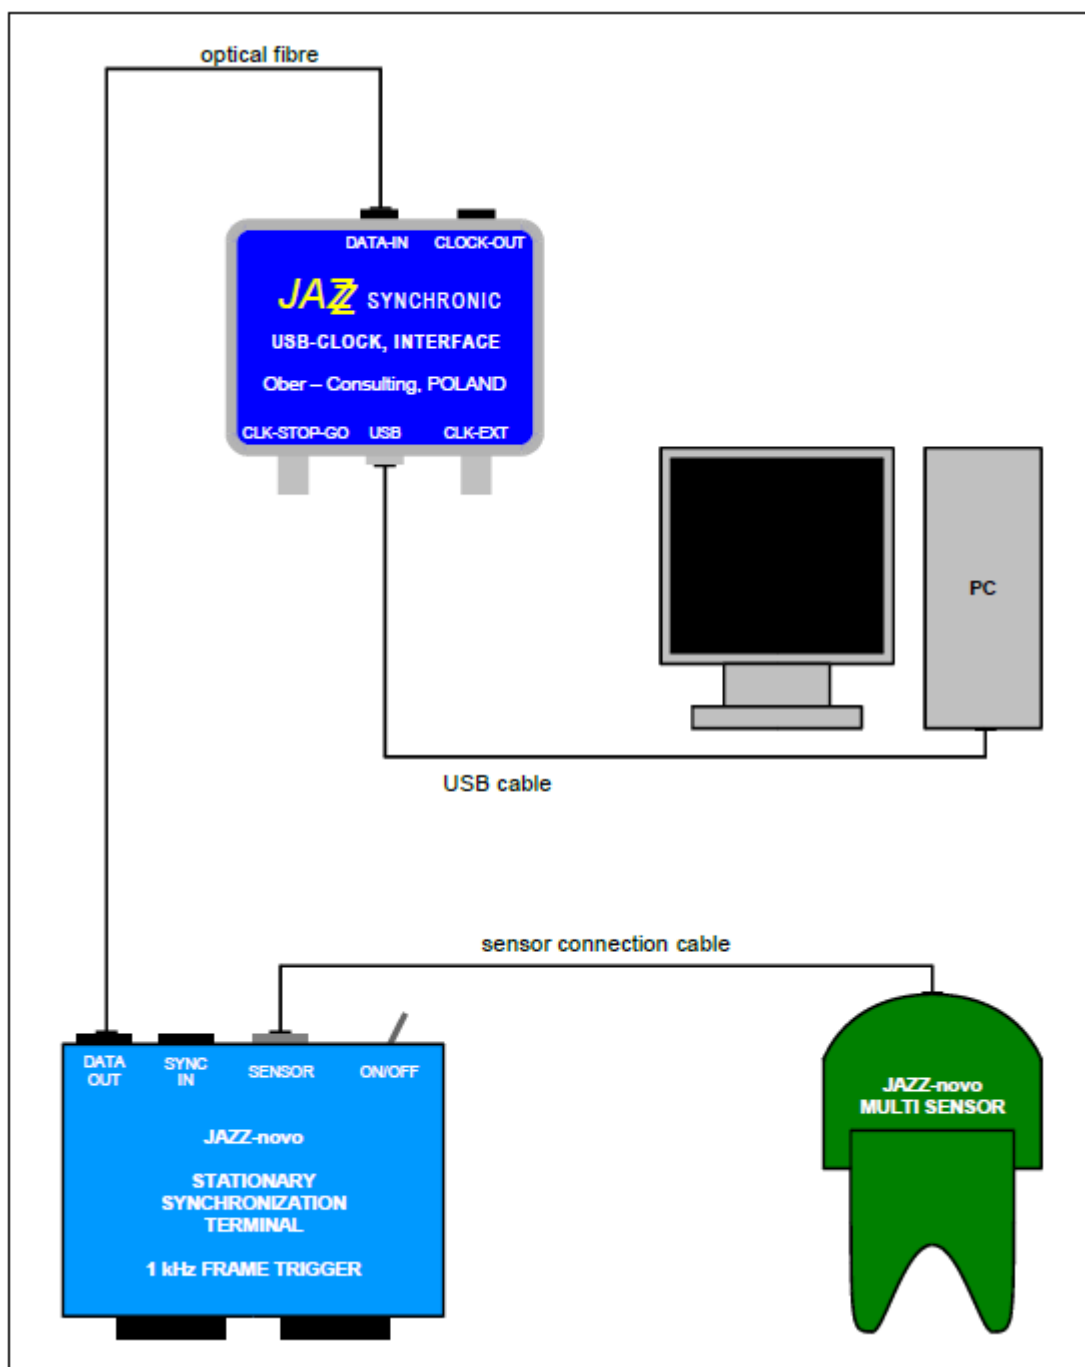 optical fibre
DATA-IN CLOCK-OUT
JAZZ SYNCHRONIC
USB-CLOCK, INTERFACE
Ober – Consulting, POLAND
CLK-STOP-GO USB CLK-EXT
PC
USB cable
sensor connection cable
DATA OUT
SYNC IN
SENSOR
ON/OFF
JAZZ-novo
STATIONARY
SYNCHRONIZATION
TERMINAL
1 kHz FRAME TRIGGER
JAZZ-novo
MULTI SENSOR